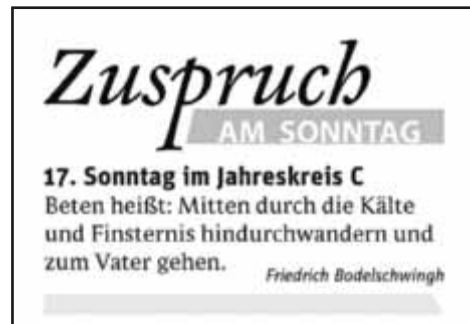 Zuspruch
AM SONNTAG
17. Sonntag im Jahreskreis C
Beten heißt: Mitten durch die Kälte
und Finsternis hindurchwandern und
zum Vater gehen.
Friedrich Bodelschwingh